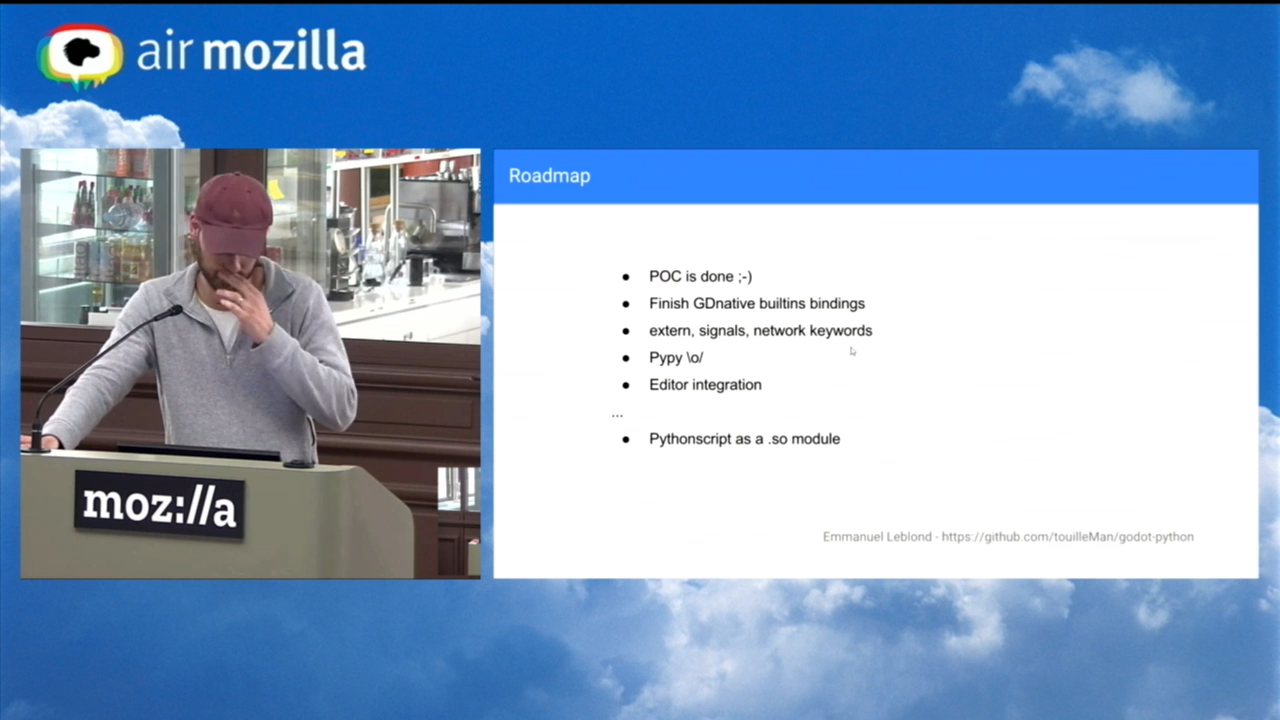 air mozilla
moz://a
Roadmap
● POC is done ;-)
● Finish GDnative builtins bindings
● extern, signals, network keywords
● Pypy \o/
● Editor integration
...
● Pythonscript as a .so module
Emmanuel Leblond - https://github.com/touilleMan/godot-python